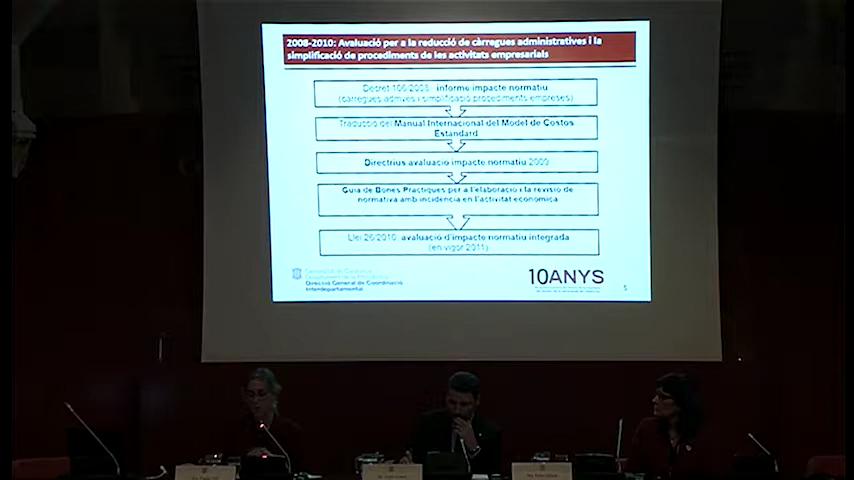 2008-2010: Avaluació per a la reducció de càrregues administratives i la
simplificació de procediments de les activitats empresarials
Decret 106/2008: informe impacte normatiu
(càrregues admves i simplificació procediments empreses)
Traducció del Manual Internacional del Model de Costos
Estàndard
Directrius avaluació impacte normatiu 2009
Guia de Bones Pràctiques per a l'elaboració i la revisió de
normativa amb incidència en l'activitat econòmica
Llei 26/2010: avaluació d'impacte normatiu integrada
(en vigor 2011)
Generalitat de Catalunya
Departament de la Presidència
Direcció General de Coordinació
Interdepartamental
10ANYS
5